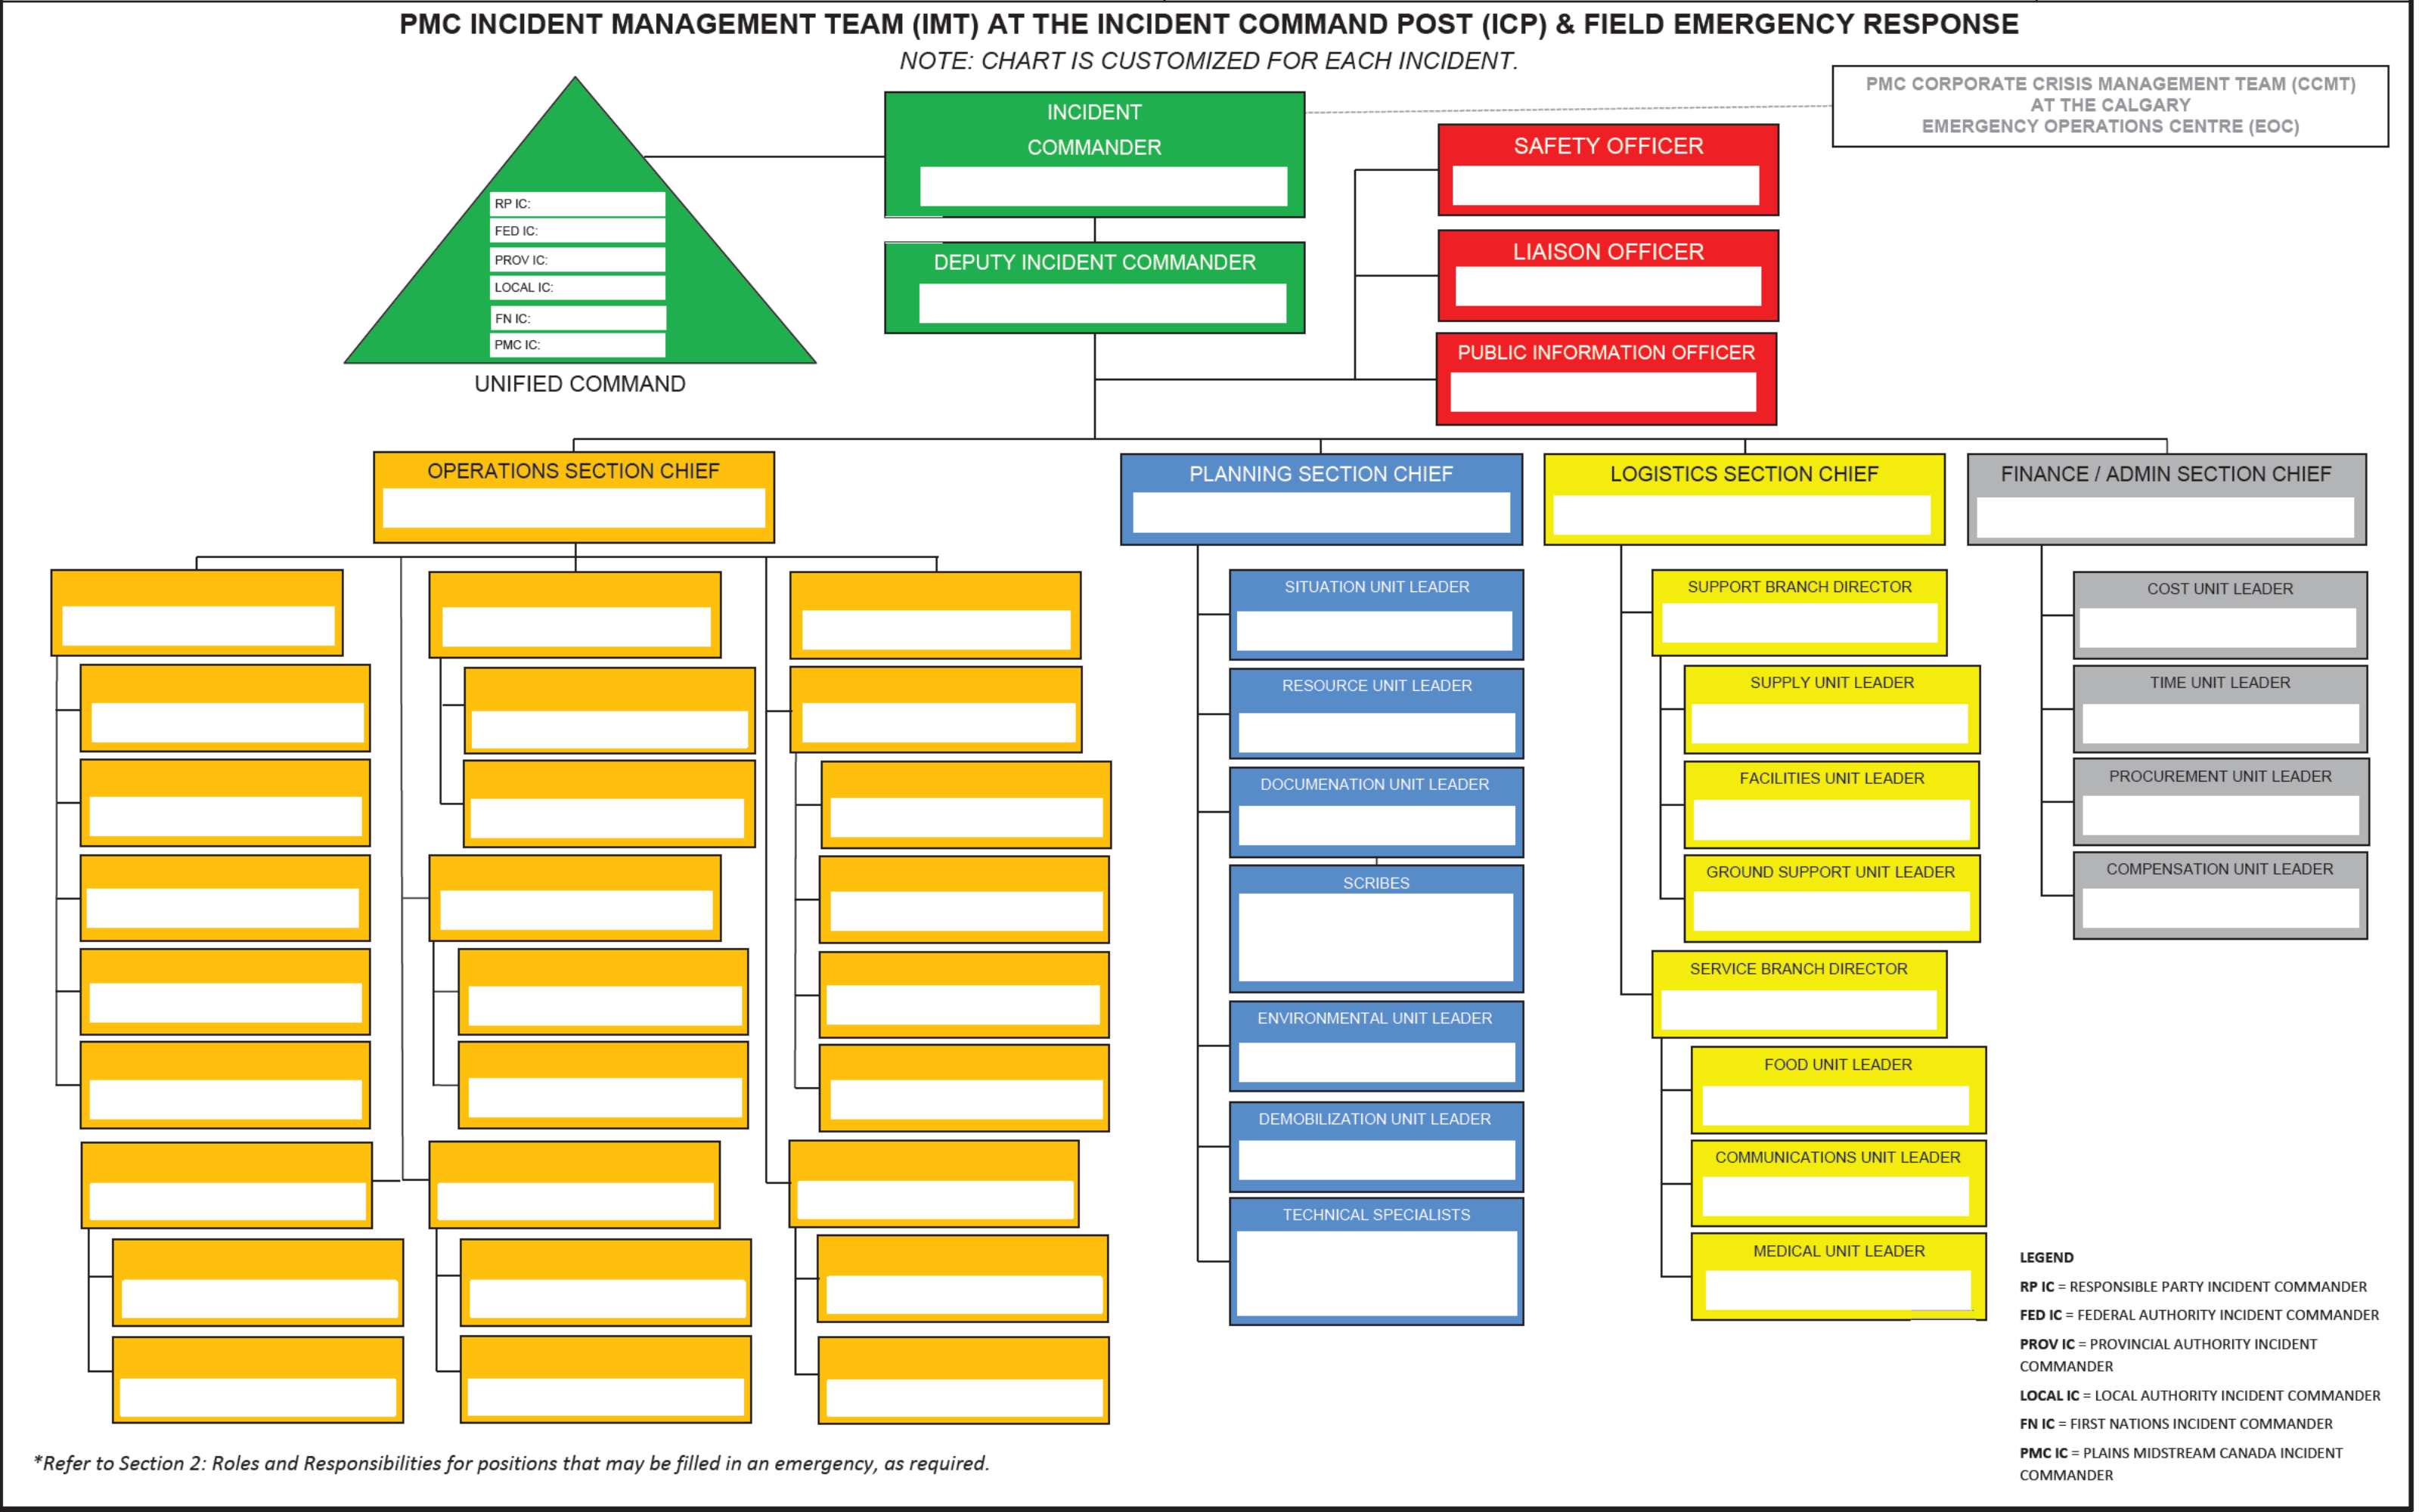 PMC INCIDENT MANAGEMENT TEAM (IMT) AT THE INCIDENT COMMAND POST (ICP) & FIELD EMERGENCY RESPONSE
NOTE: CHART IS CUSTOMIZED FOR EACH INCIDENT.
PMC CORPORATE CRISIS MANAGEMENT TEAM (CCMT)
AT THE CALGARY
EMERGENCY OPERATIONS CENTRE (EOC)
INCIDENT
COMMANDER
DEPUTY INCIDENT COMMANDER
RP IC:
FED IC:
PROV IC:
LOCAL IC:
FN IC:
PMC IC:
UNIFIED COMMAND
SAFETY OFFICER
LIAISON OFFICER
PUBLIC INFORMATION OFFICER
OPERATIONS SECTION CHIEF
PLANNING SECTION CHIEF
SITUATION UNIT LEADER
RESOURCE UNIT LEADER
DOCUMENATION UNIT LEADER
SCRIBES
ENVIRONMENTAL UNIT LEADER
DEMOBILIZATION UNIT LEADER
TECHNICAL SPECIALISTS
LOGISTICS SECTION CHIEF
SUPPORT BRANCH DIRECTOR
SUPPLY UNIT LEADER
FACILITIES UNIT LEADER
GROUND SUPPORT UNIT LEADER
SERVICE BRANCH DIRECTOR
FOOD UNIT LEADER
COMMUNICATIONS UNIT LEADER
MEDICAL UNIT LEADER
FINANCE / ADMIN SECTION CHIEF
COST UNIT LEADER
TIME UNIT LEADER
PROCUREMENT UNIT LEADER
COMPENSATION UNIT LEADER
LEGEND
RP IC = RESPONSIBLE PARTY INCIDENT COMMANDER
FED IC = FEDERAL AUTHORITY INCIDENT COMMANDER
PROV IC = PROVINCIAL AUTHORITY INCIDENT
COMMANDER
LOCAL IC = LOCAL AUTHORITY INCIDENT COMMANDER
FN IC = FIRST NATIONS INCIDENT COMMANDER
PMC IC = PLAINS MIDSTREAM CANADA INCIDENT
COMMANDER
*Refer to Section 2: Roles and Responsibilities for positions that may be filled in an emergency, as required.